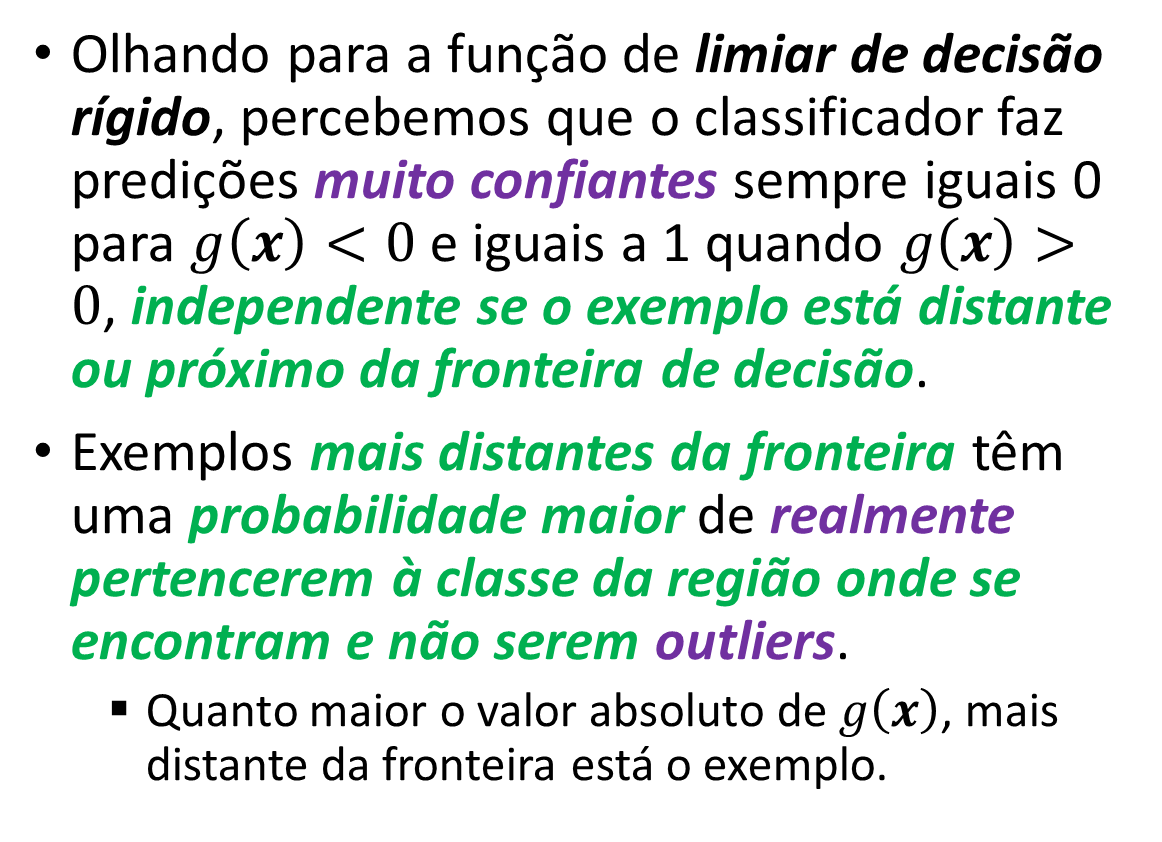 • Olhando para a função de limiar de decisão
rígido, percebemos que o classificador faz
predições muito confiantes sempre iguais 0
para g(x) < 0 e iguais a 1 quando g(x) >
0, independente se o exemplo está distante
ou próximo da fronteira de decisão.
• Exemplos mais distantes da fronteira têm
uma probabilidade maior de realmente
pertencerem à classe da região onde se
encontram e não serem outliers.
▪ Quanto maior o valor absoluto de g(x), mais
distante da fronteira está o exemplo.